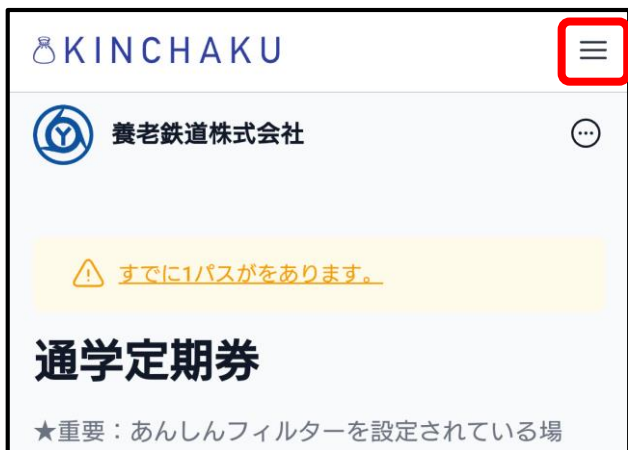 KINCHAKU
養老鉄道株式会社
すでに1パスがをあります。
通学定期券
★重要：あんしんフィルターを設定されている場